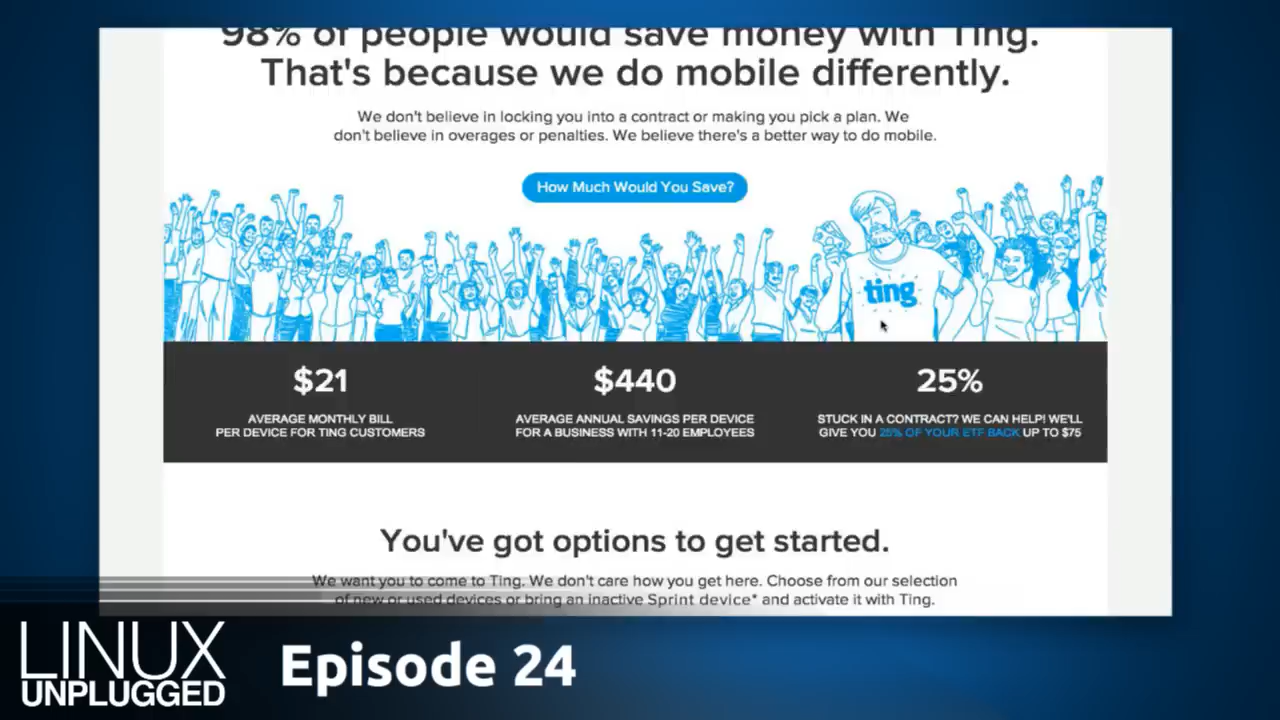 98% of people would save money with Ting.
That's because we do mobile differently.
We don't believe in locking you into a contract or making you pick a plan. We
don't believe in overages or penalties. We believe there's a better way to do mobile.
How Much Would You Save?
ting
$21
AVERAGE MONTHLY BILL
PER DEVICE FOR TING CUSTOMERS
$440
AVERAGE ANNUAL SAVINGS PER DEVICE
FOR A BUSINESS WITH 11-20 EMPLOYEES
25%
STUCK IN A CONTRACT? WE CAN HELP! WE'LL
GIVE YOU 25% OF YOUR ETF BACK UP TO $75
You've got options to get started.
We want you to come to Ting. We don't care how you get here. Choose from our selection
of new or used devices or bring an inactive Sprint device* and activate it with Ting.
LINUX
UNPLUGGED
Episode 24